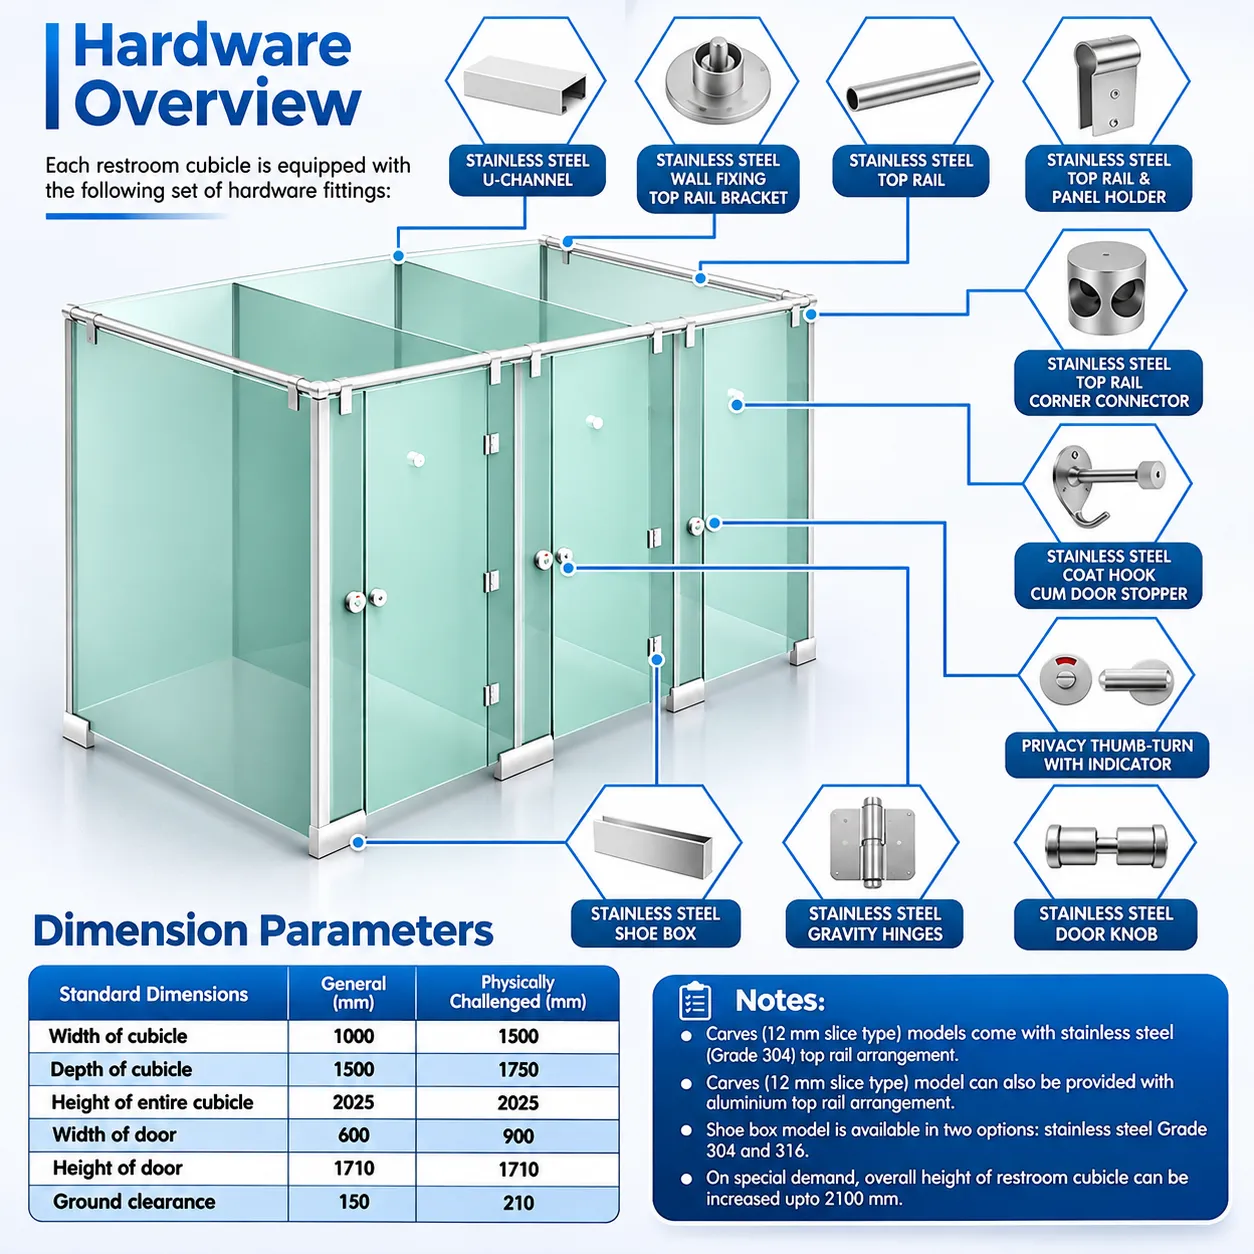 Hardware
Overview
Each restroom cubicle is equipped with
the following set of hardware fittings:
STAINLESS STEEL
U-CHANNEL
STAINLESS STEEL
WALL FIXING
TOP RAIL BRACKET
STAINLESS STEEL
TOP RAIL
STAINLESS STEEL
TOP RAIL &
PANEL HOLDER
STAINLESS STEEL
TOP RAIL
CORNER CONNECTOR
STAINLESS STEEL
COAT HOOK
CUM DOOR STOPPER
PRIVACY THUMB-TURN
WITH INDICATOR
STAINLESS STEEL
SHOE BOX
STAINLESS STEEL
GRAVITY HINGES
STAINLESS STEEL
DOOR KNOB
Dimension Parameters
Standard Dimensions General (mm) Physically Challenged (mm)
Width of cubicle 1000 1500
Depth of cubicle 1500 1750
Height of entire cubicle 2025 2025
Width of door 600 900
Height of door 1710 1710
Ground clearance 150 210
Notes:
Carves (12 mm slice type) models come with stainless steel
(Grade 304) top rail arrangement.
Carves (12 mm slice type) model can also be provided with
aluminium top rail arrangement.
Shoe box model is available in two options: stainless steel Grade
304 and 316.
On special demand, overall height of restroom cubicle can be
increased upto 2100 mm.